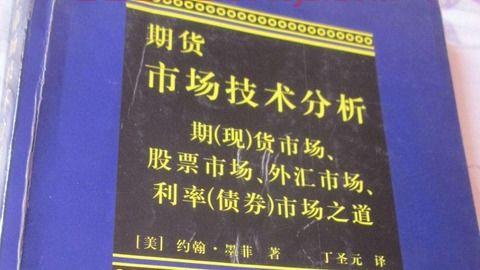 期货
市场技术分析
期(现)货市场、
股票市场、外汇市场、
利率(债券)市场之道
[美] 约翰·墨菲 著
丁圣元 译